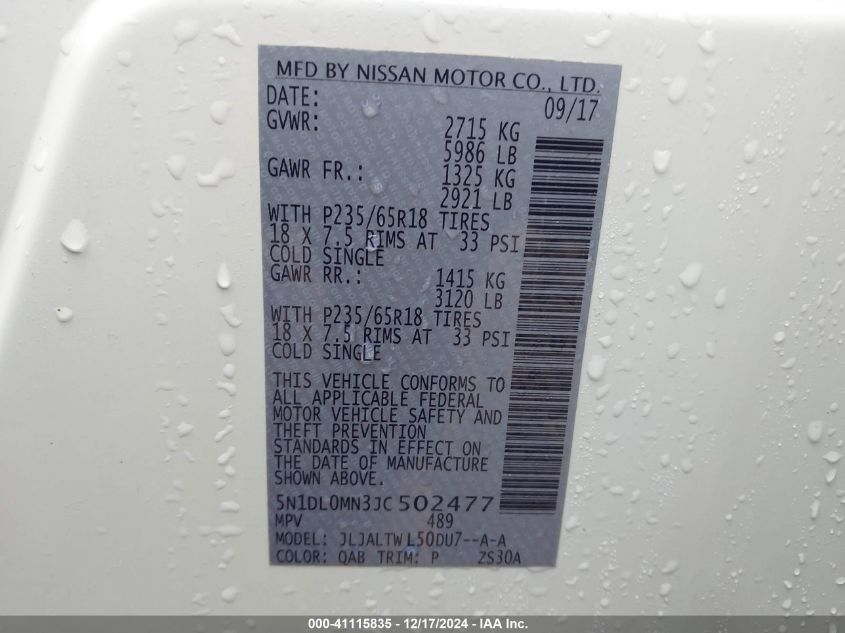 MFD BY NISSAN MOTOR CO., LTD.
DATE: 09/17
GVWR: 2715 KG
5986 LB
GAWR FR.: 1325 KG
2921 LB
WITH P235/65R18 TIRES
18 X 7.5 RIMS AT 33 PSI
COLD SINGLE
GAWR RR.: 1415 KG
3120 LB
WITH P235/65R18 TIRES
18 X 7.5 RIMS AT 33 PSI
COLD SINGLE
THIS VEHICLE CONFORMS TO
ALL APPLICABLE FEDERAL
MOTOR VEHICLE SAFETY AND
THEFT PREVENTION
STANDARDS IN EFFECT ON
THE DATE OF MANUFACTURE
SHOWN ABOVE.
5N1DL0MN3JC502477
MPV 489
MODEL: JLJALTWL50DU7--A-A
COLOR: QAB TRIM: P ZS30A
000-41115835 - 12/17/2024 - IAA Inc.